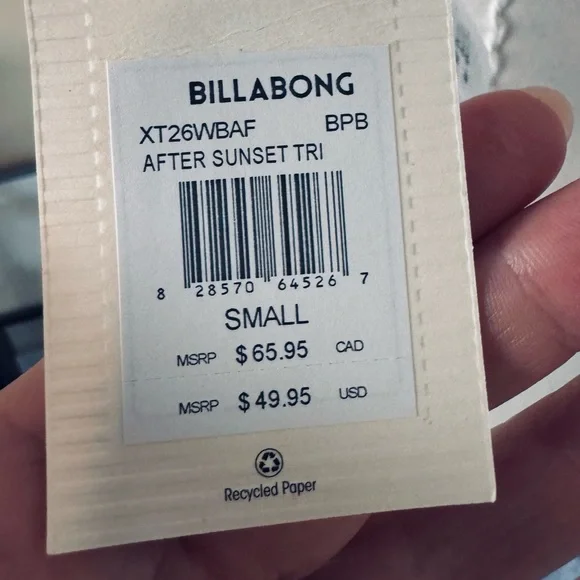 BILLABONG
XT26WBAF BPB
AFTER SUNSET TRI
8 28570 64526 7
SMALL
MSRP $65.95 CAD
MSRP $49.95 USD
Recycled Paper